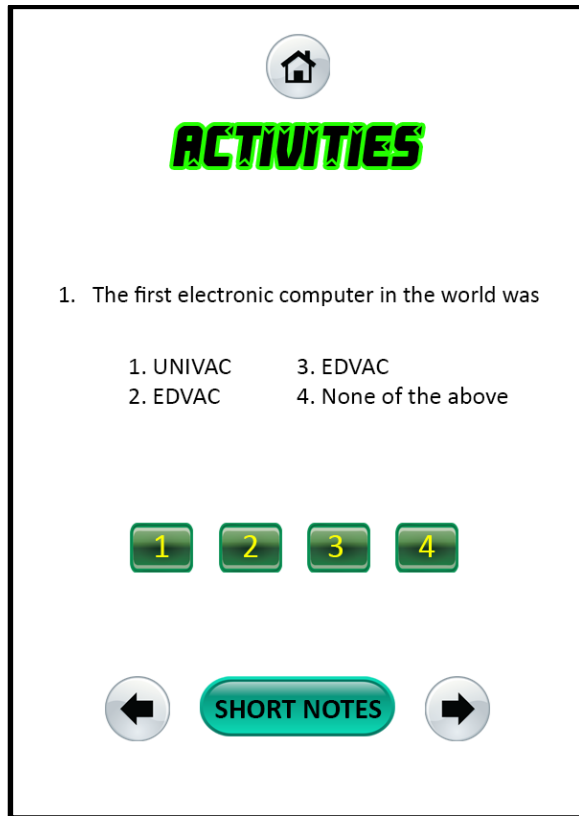 ACTIVITIES
1. The first electronic computer in the world was
1. UNIVAC 3. EDVAC
2. EDVAC 4. None of the above
1 2 3 4
SHORT NOTES